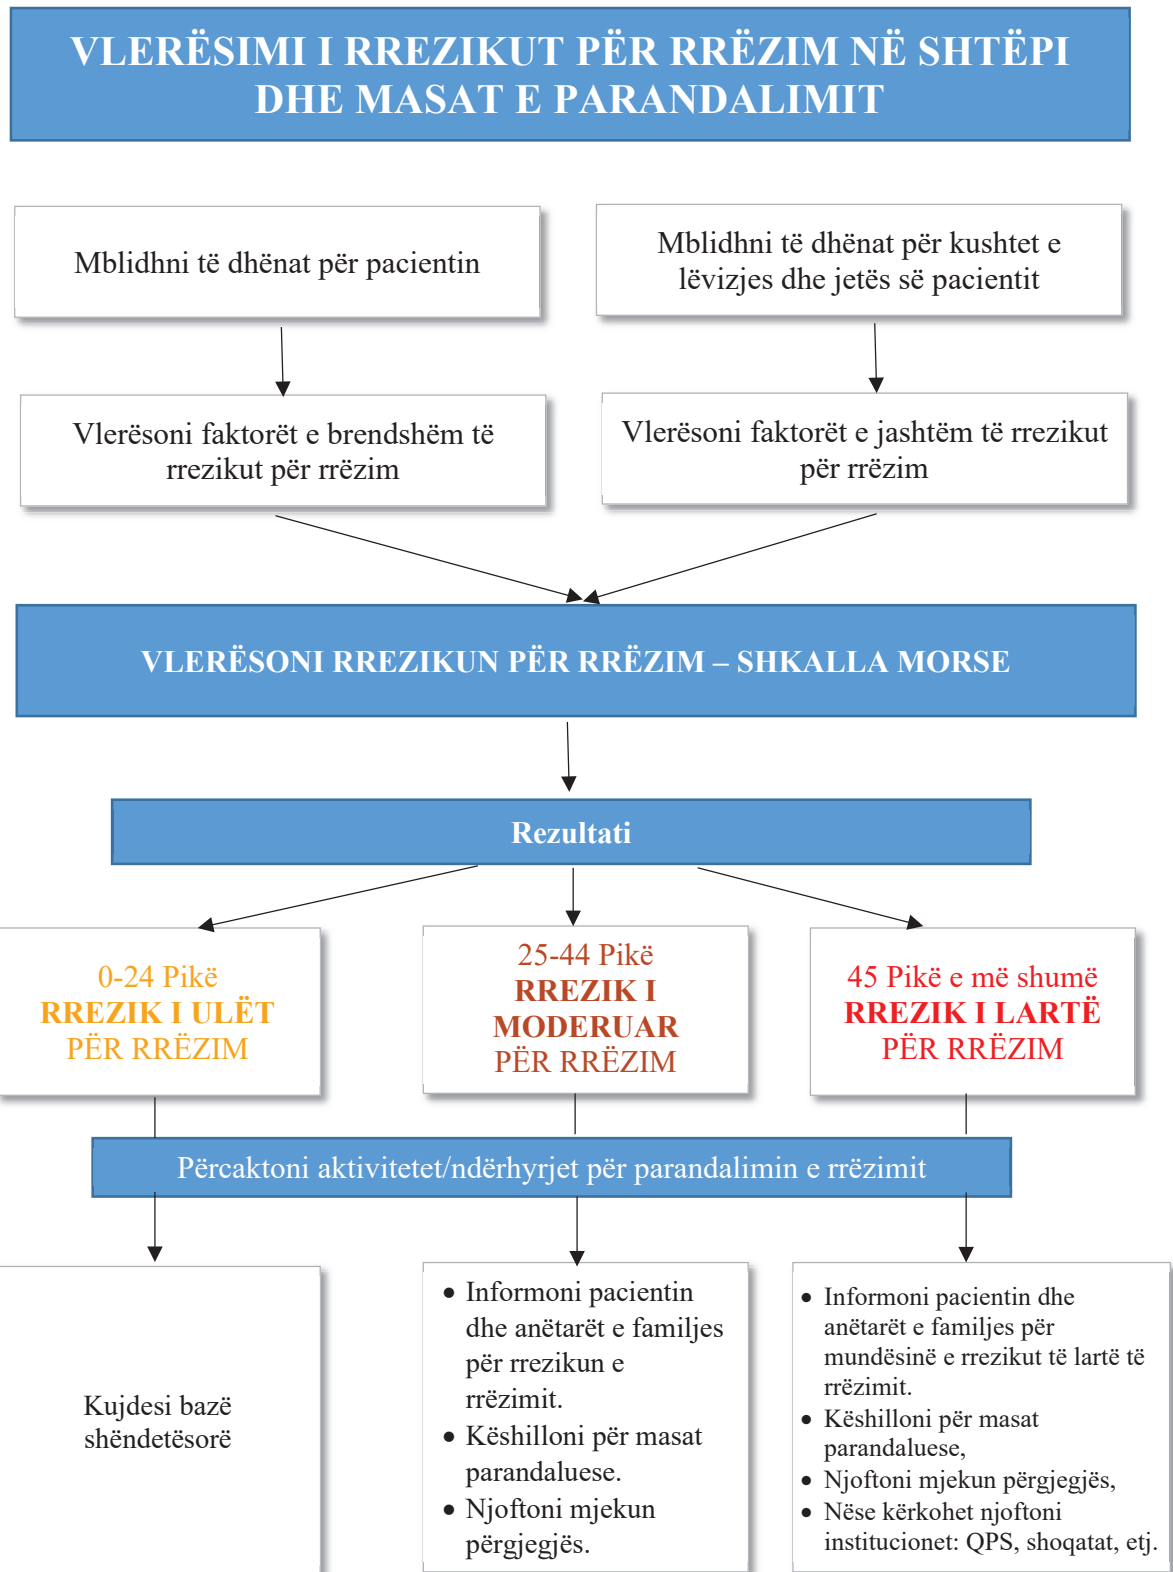 VLERËSIMI I RREZIKUT PËR RRËZIM NË SHTËPI
DHE MASAT E PARANDALIMIT
Mblidhni të dhënat për pacientin
Mblidhni të dhënat për kushtet e
lëvizjes dhe jetës së pacientit
Vlerësoni faktorët e brendshëm të
rrezikut për rrëzim
Vlerësoni faktorët e jashtëm të rrezikut
për rrëzim
VLERËSONI RREZIKUN PËR RRËZIM – SHKALLA MORSE
Rezultati
0-24 Pikë
RREZIK I ULËT
PËR RRËZIM
25-44 Pikë
RREZIK I
MODERUAR
PËR RRËZIM
45 Pikë e më shumë
RREZIK I LARTË
PËR RRËZIM
Përcaktoni aktivitetet/ndërhyrjet për parandalimin e rrëzimit
Kujdesi bazë
shëndetësorë
• Informoni pacientin
dhe anëtarët e familjes
për rrezikun e
rrëzimit.
• Këshilloni për masat
parandaluese.
• Njoftoni mjekun
përgjegjës.
• Informoni pacientin dhe
anëtarët e familjes për
mundësinë e rrezikut të lartë të
rrëzimit.
• Këshilloni për masat
parandaluese,
• Njoftoni mjekun përgjegjës,
• Nëse kërkohet njoftoni
institucionet: QPS, shoqatat, etj.